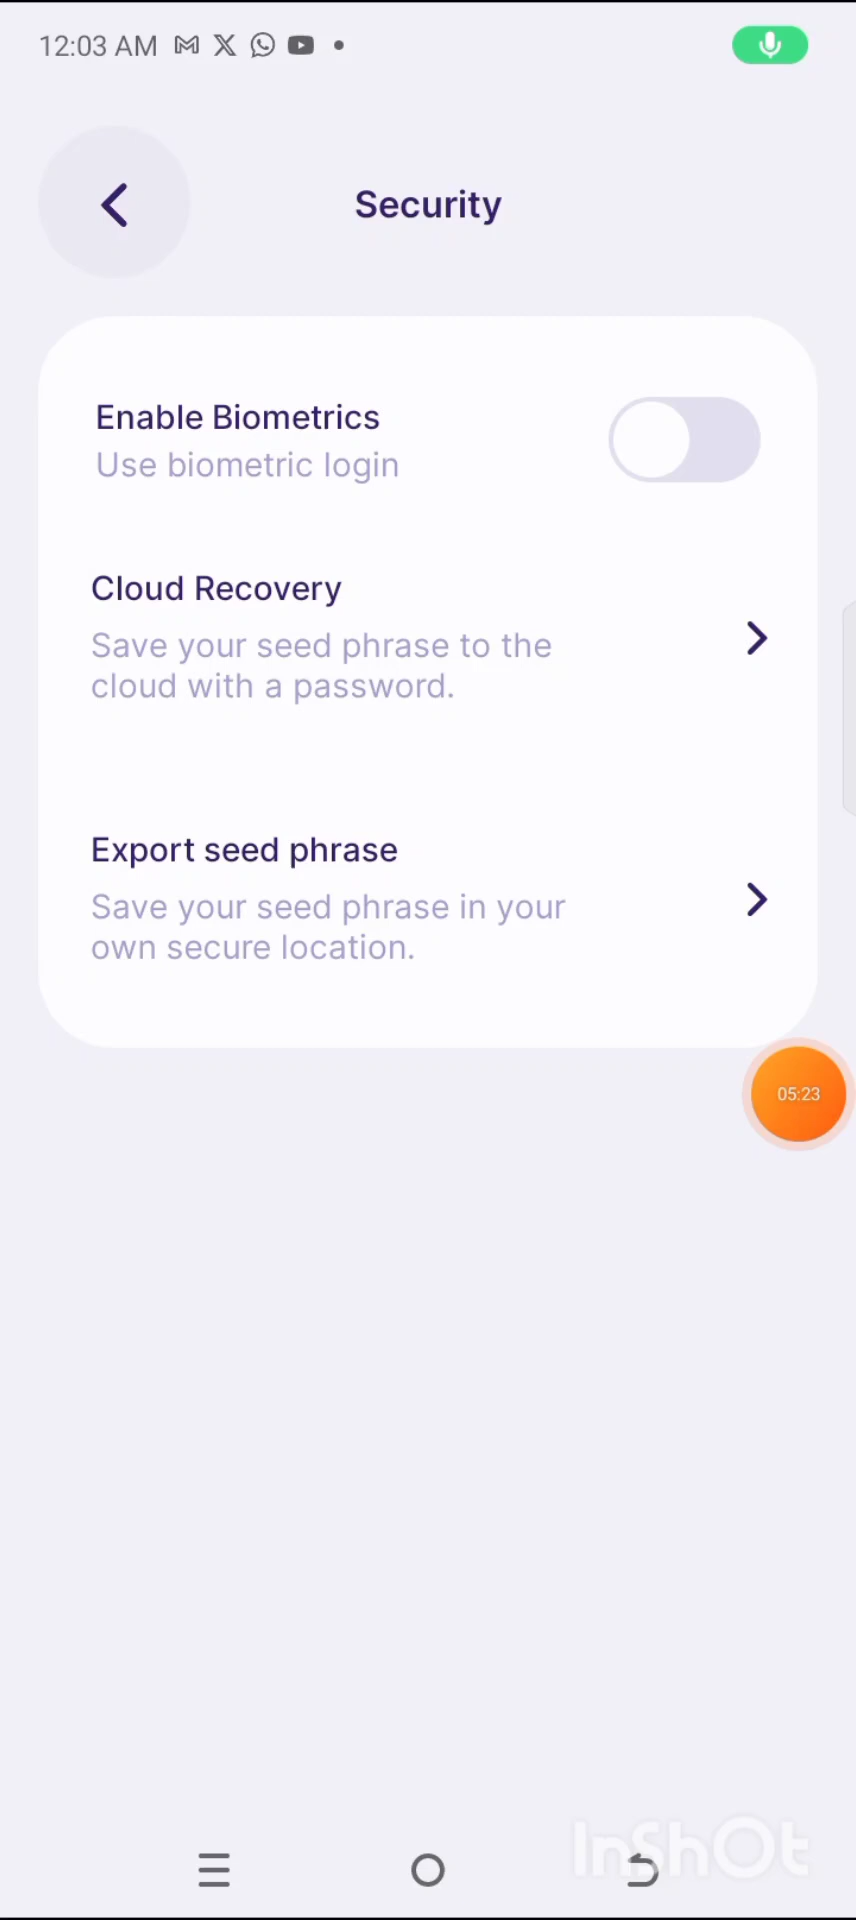 12:03 AM
Security
Enable Biometrics
Use biometric login
Cloud Recovery
Save your seed phrase to the
cloud with a password.
Export seed phrase
Save your seed phrase in your
own secure location.
05:23
InShOt